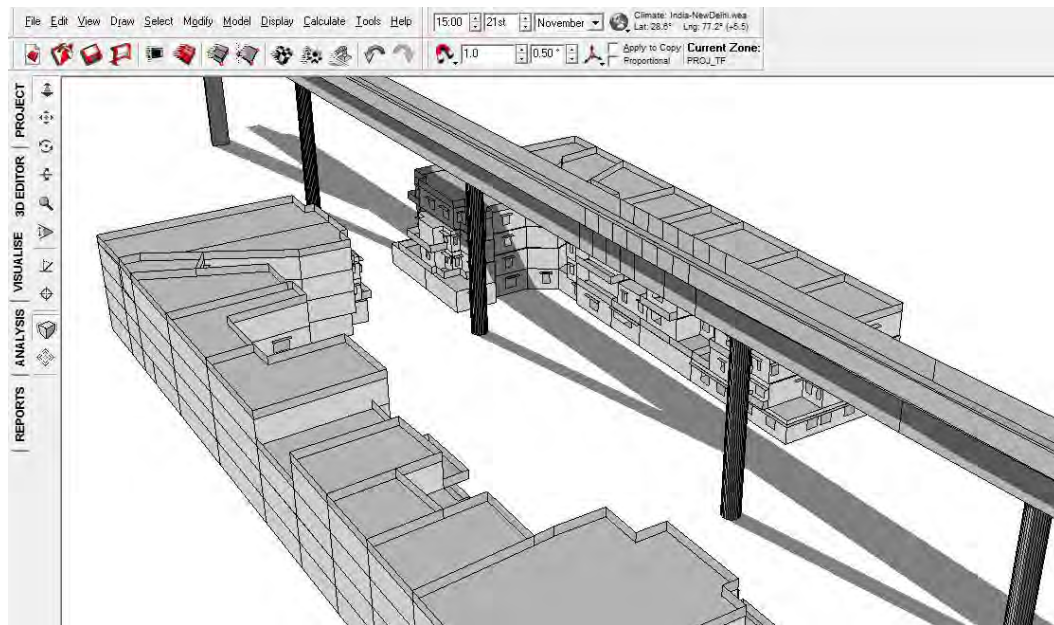 File Edit View Draw Select Modify Model Display Calculate Tools Help
15:00 21st November Climate: India-NewDelhi.wea
Lat: 28.6° Lng: 77.2° (+5.5)
1.0 0.50° Apply to Copy Current Zone:
Proportional PROJ_TF
PROJECT
3D EDITOR
VISUALISE
ANALYSIS
REPORTS